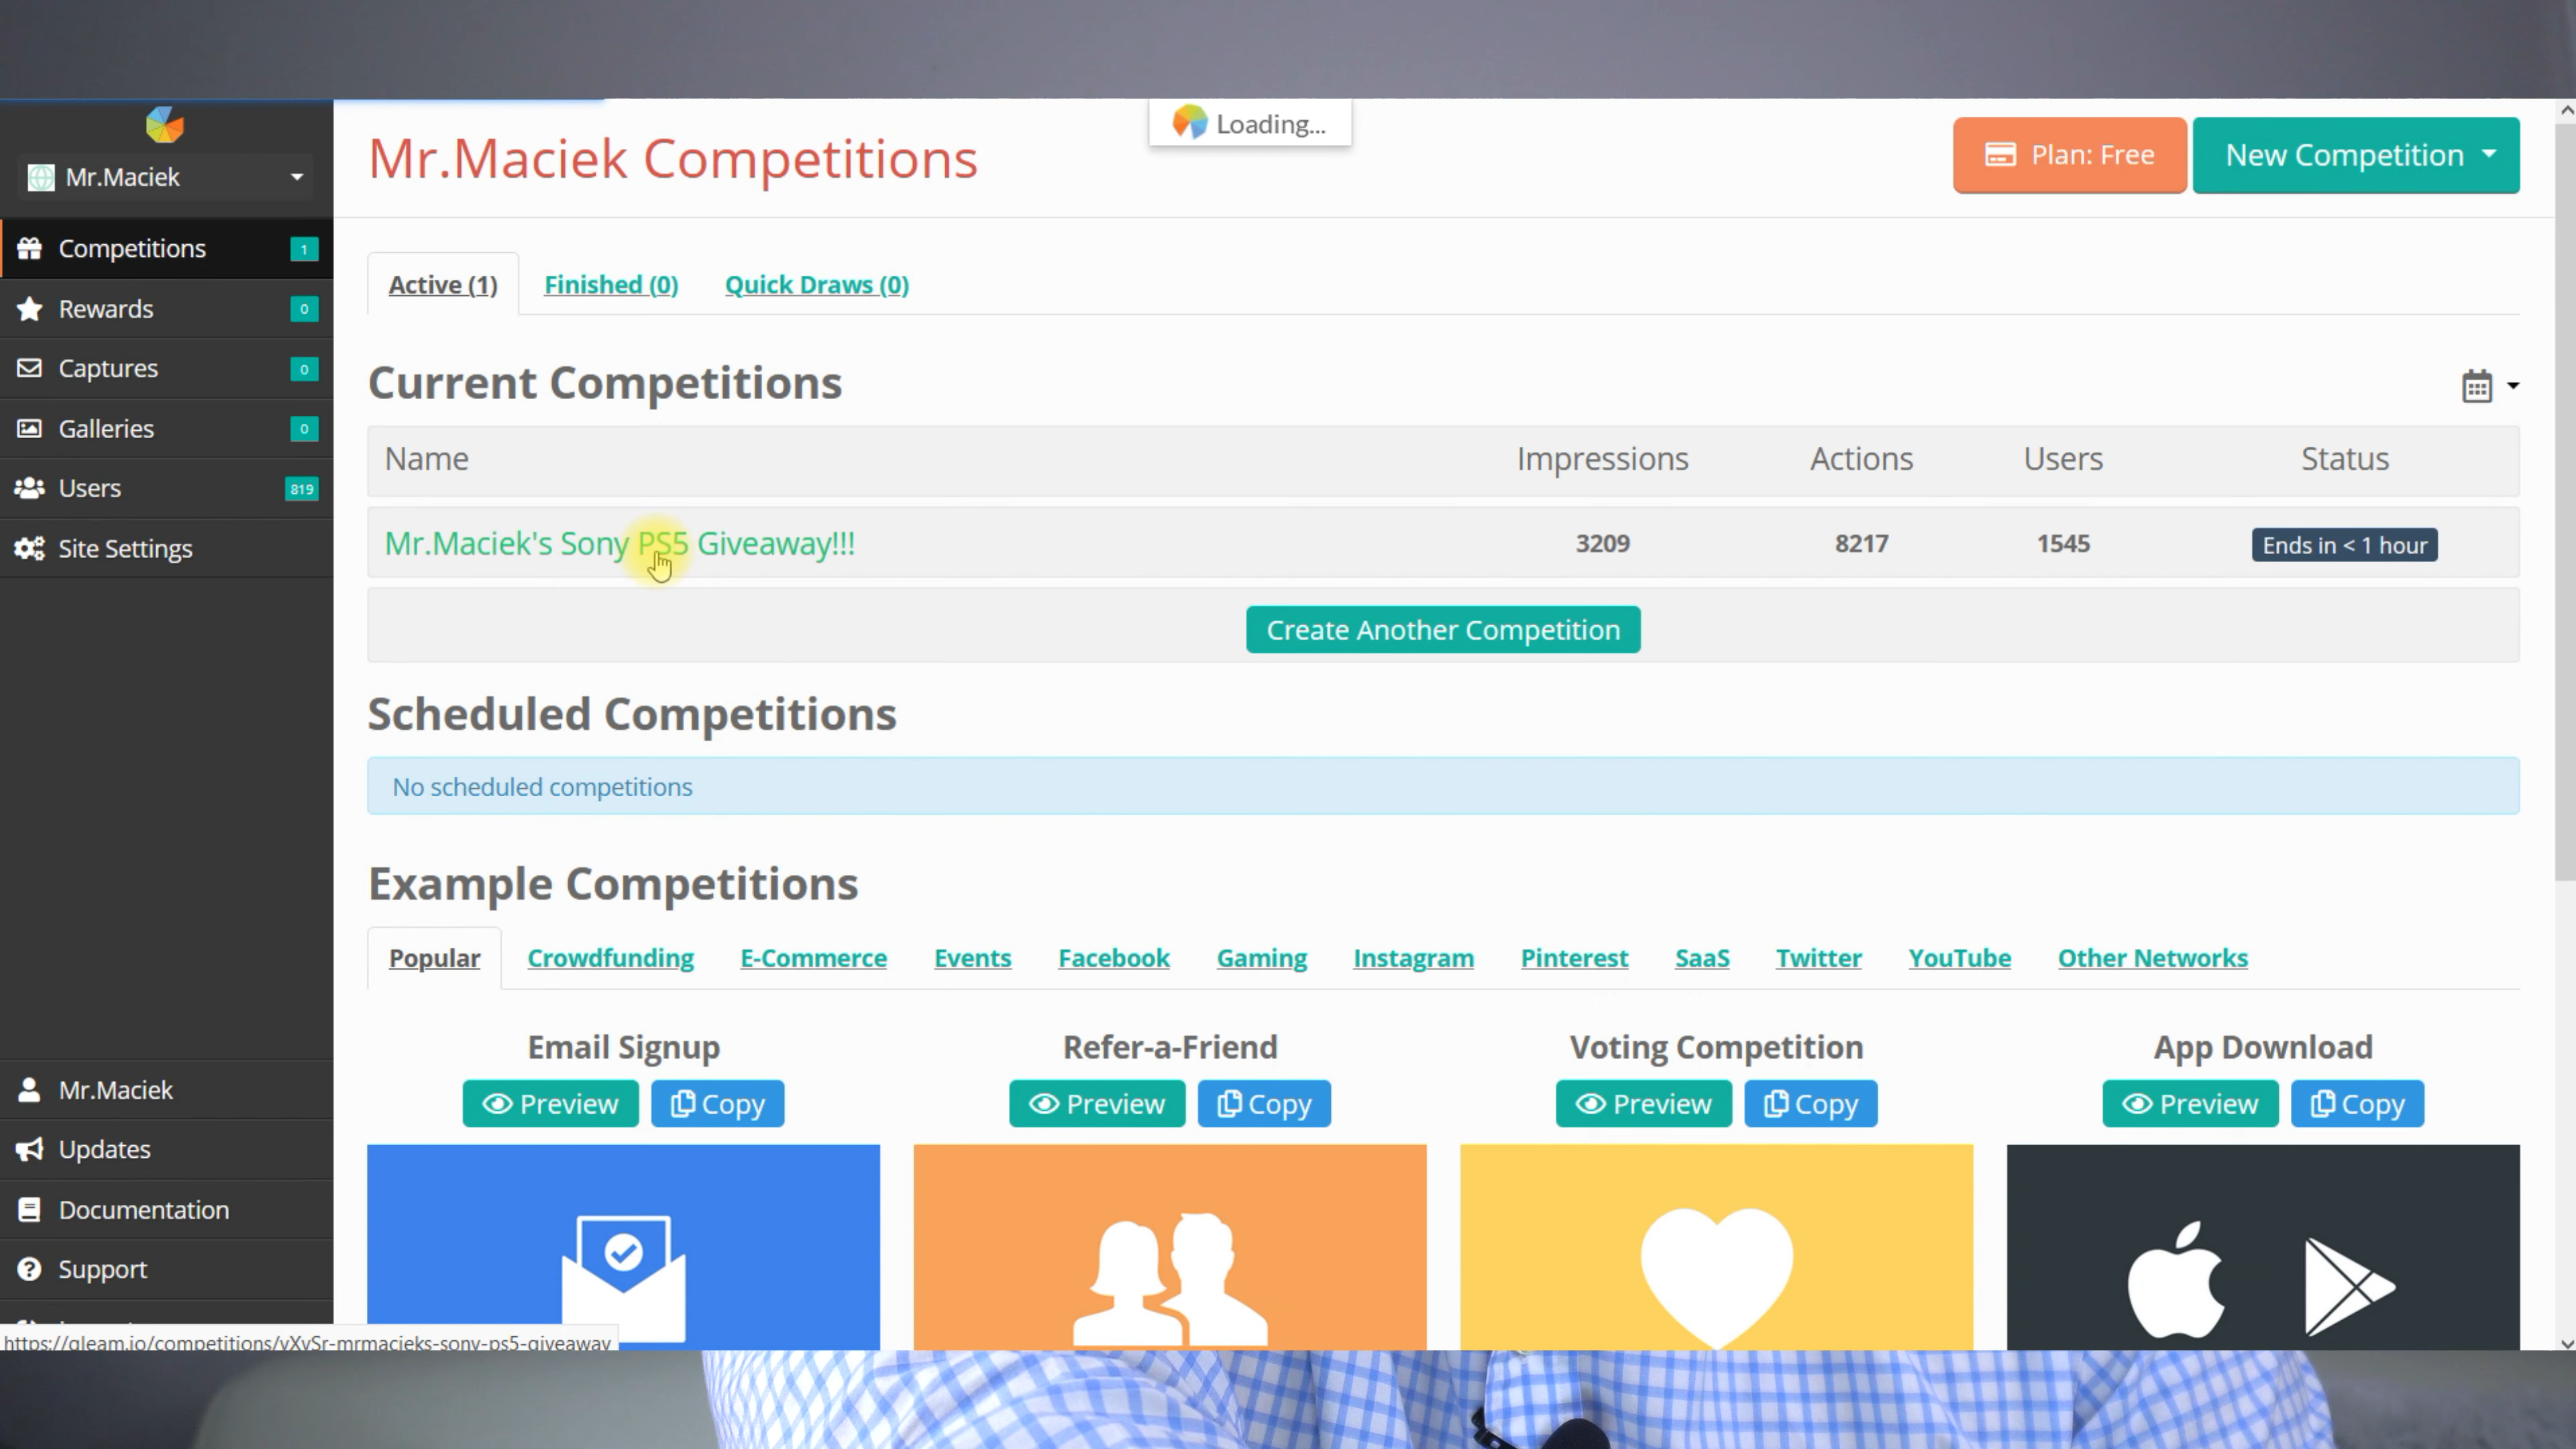 Loading...
Mr.Maciek
Mr.Maciek Competitions
Plan: Free
New Competition
Competitions 1
Rewards 0
Captures 0
Galleries 0
Users 819
Site Settings
Active (1) Finished (0) Quick Draws (0)
Current Competitions
Name Impressions Actions Users Status
Mr.Maciek's Sony PS5 Giveaway!!! 3209 8217 1545 Ends in < 1 hour
Create Another Competition
Scheduled Competitions
No scheduled competitions
Example Competitions
Popular Crowdfunding E-Commerce Events Facebook Gaming Instagram Pinterest SaaS Twitter YouTube Other Networks
Email Signup Refer-a-Friend Voting Competition App Download
Preview Copy Preview Copy Preview Copy Preview Copy
Mr.Maciek
Updates
Documentation
Support
https://gleam.io/competitions/vXySr-mrmacieks-sony-ps5-giveaway